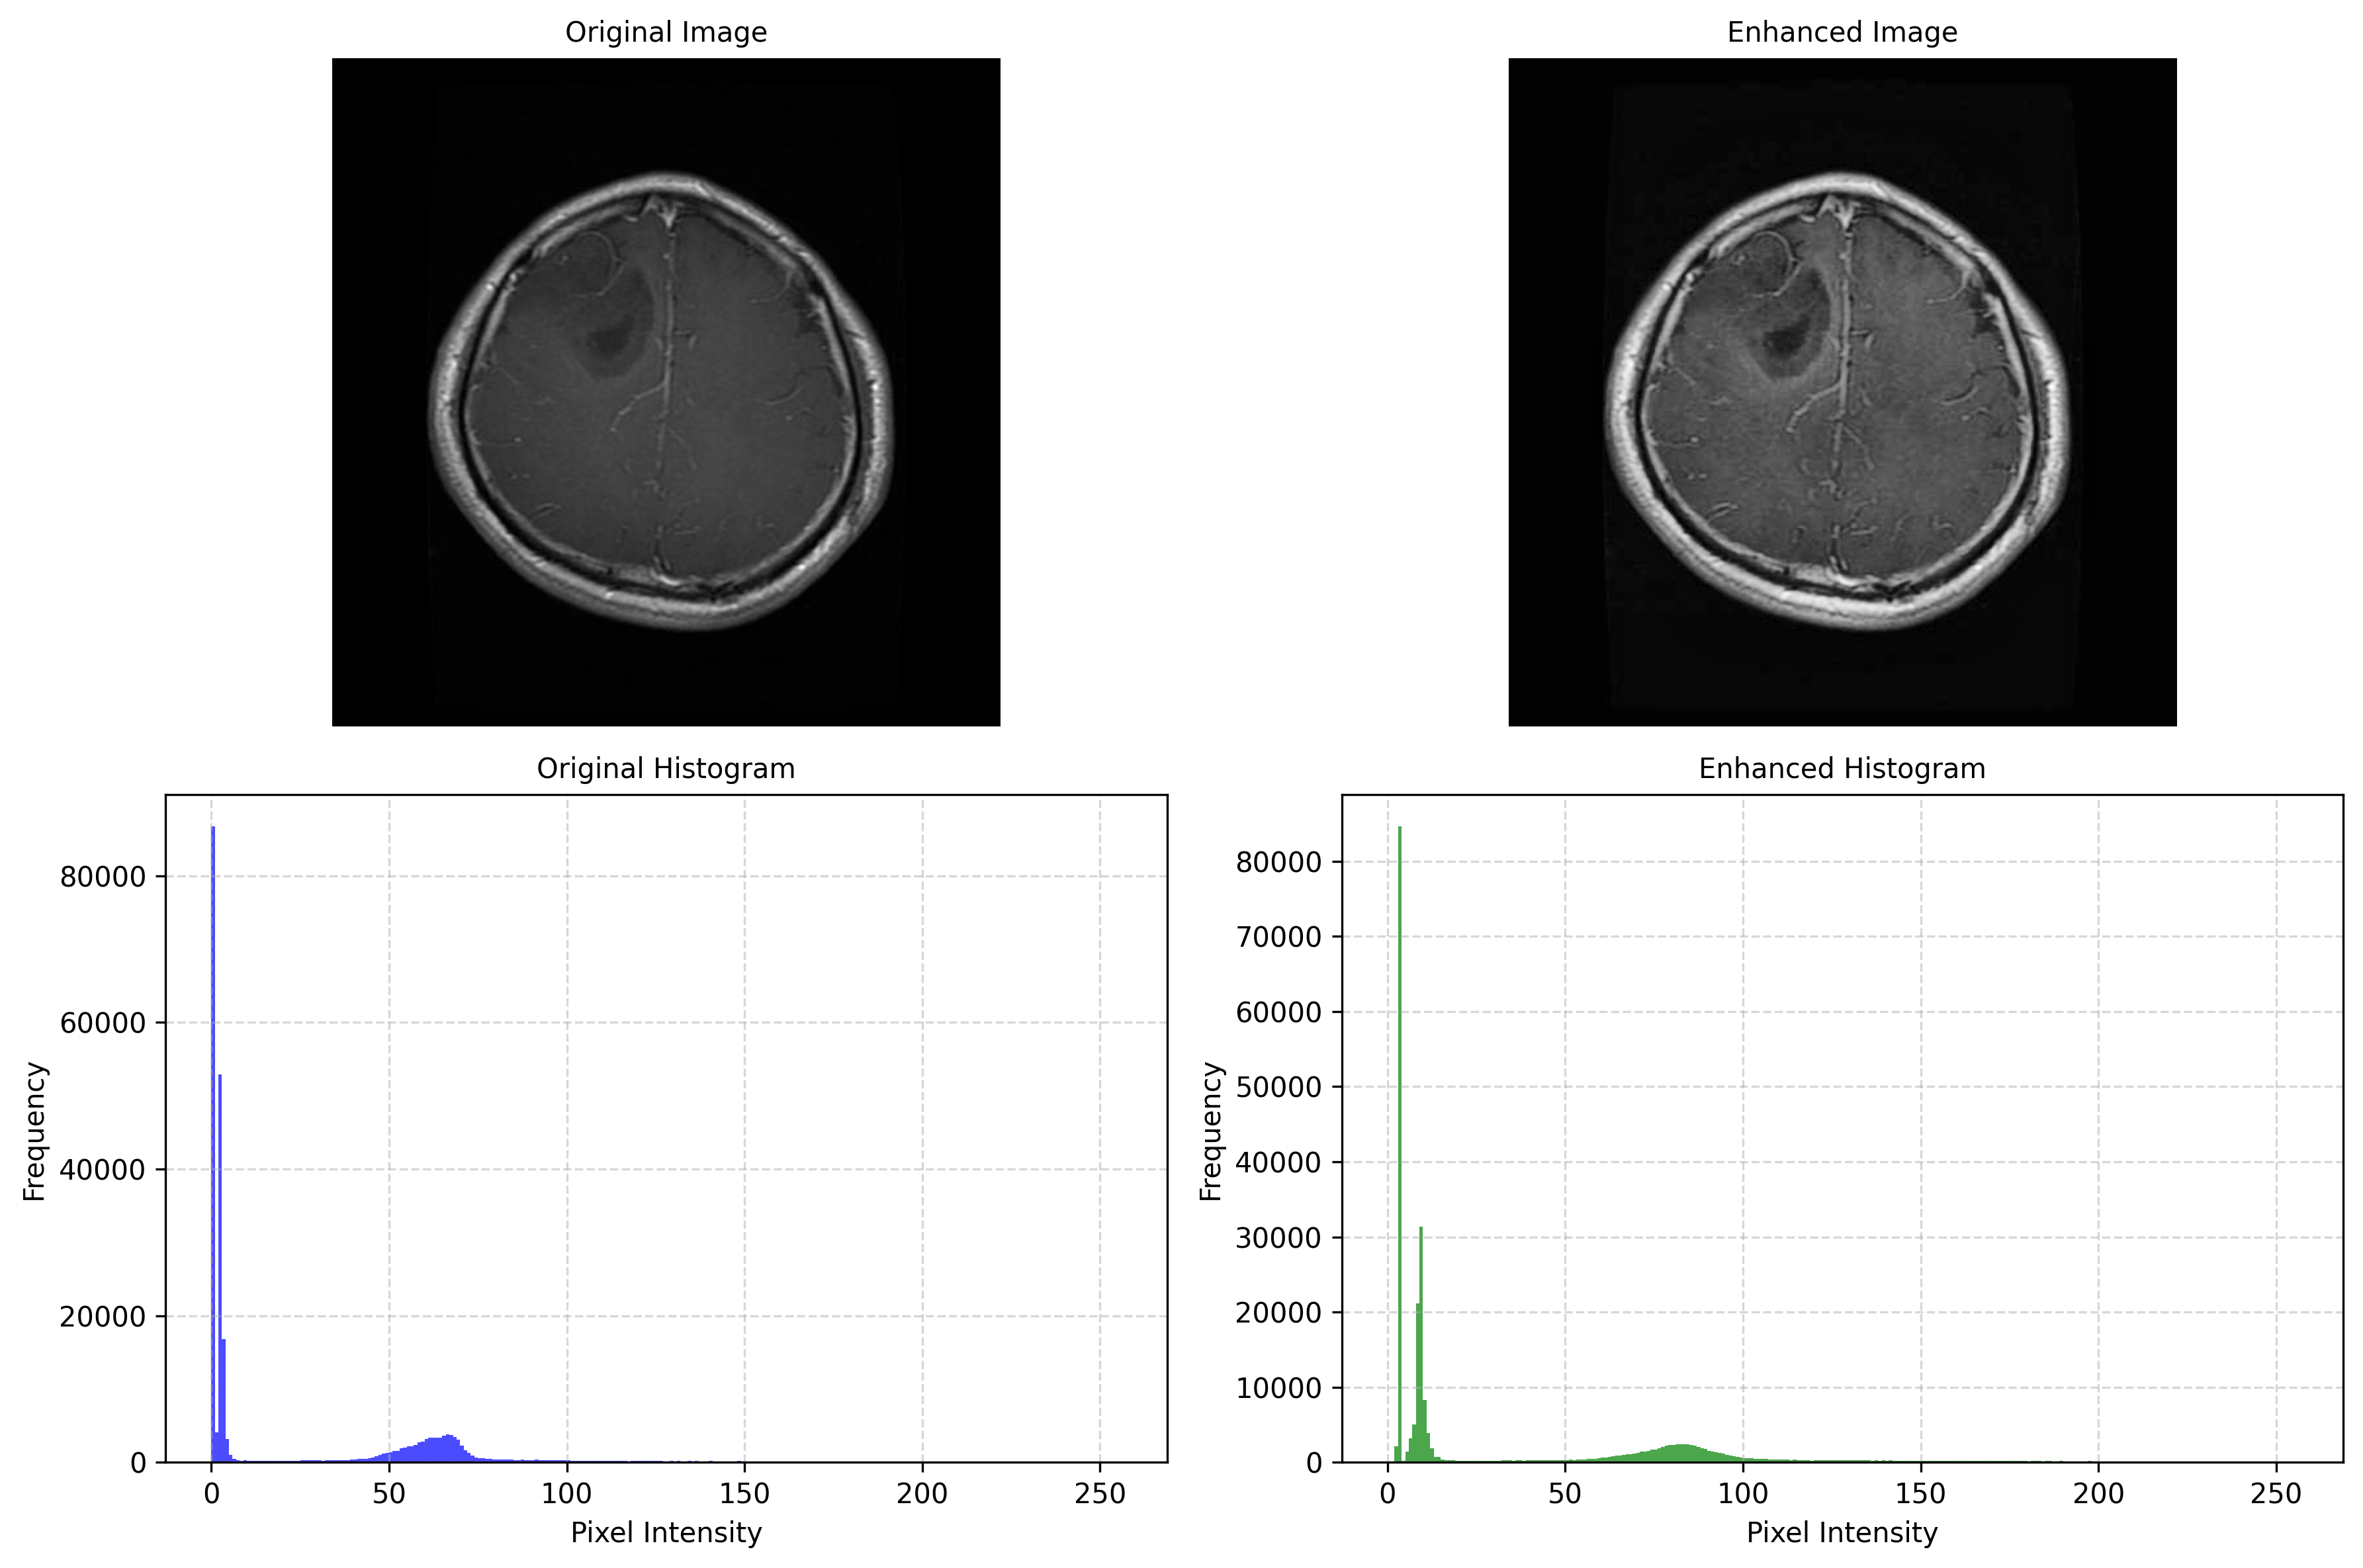 Original Image
Enhanced Image
Original Histogram
Frequency
80000
60000
40000
20000
0
0 50 100 150 200 250
Pixel Intensity
Enhanced Histogram
Frequency
80000
70000
60000
50000
40000
30000
20000
10000
0
0 50 100 150 200 250
Pixel Intensity